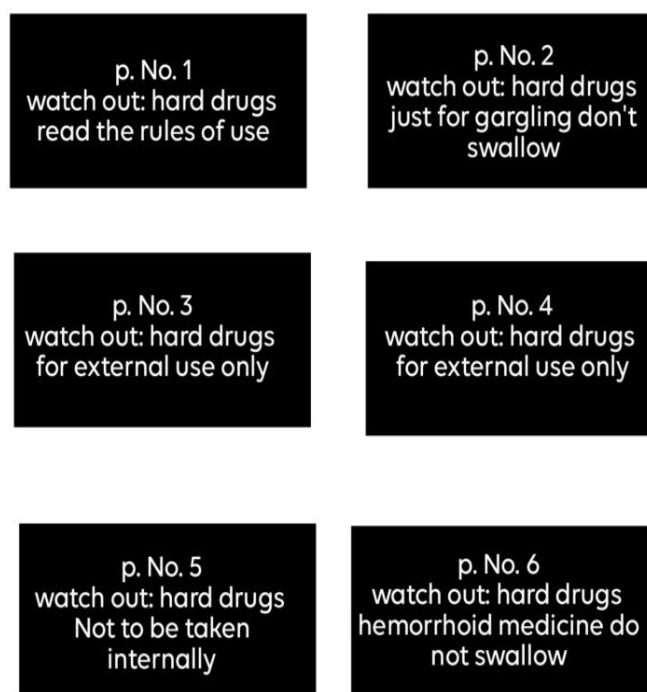 p. No. 1
watch out: hard drugs
read the rules of use
p. No. 2
watch out: hard drugs
just for gargling don't
swallow
p. No. 3
watch out: hard drugs
for external use only
p. No. 4
watch out: hard drugs
for external use only
p. No. 5
watch out: hard drugs
Not to be taken
internally
p. No. 6
watch out: hard drugs
hemorrhoid medicine do
not swallow